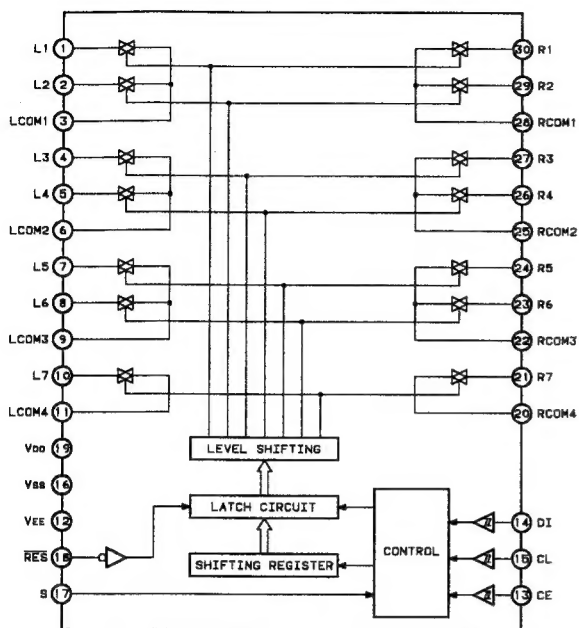 L1 1 30 R1
L2 2 29 R2
LCOM1 3 28 RCOM1
L3 4 27 R3
L4 5 26 R4
LCOM2 6 25 RCOM2
L5 7 24 R5
L6 8 23 R6
LCOM3 9 22 RCOM3
L7 10 21 R7
LCOM4 11 20 RCOM4
VDD 19
LEVEL SHIFTING
VSS 16
LATCH CIRCUIT
VEE 12 14 DI
CONTROL
RES 18 15 CL
SHIFTING REGISTER
S 17 13 CE